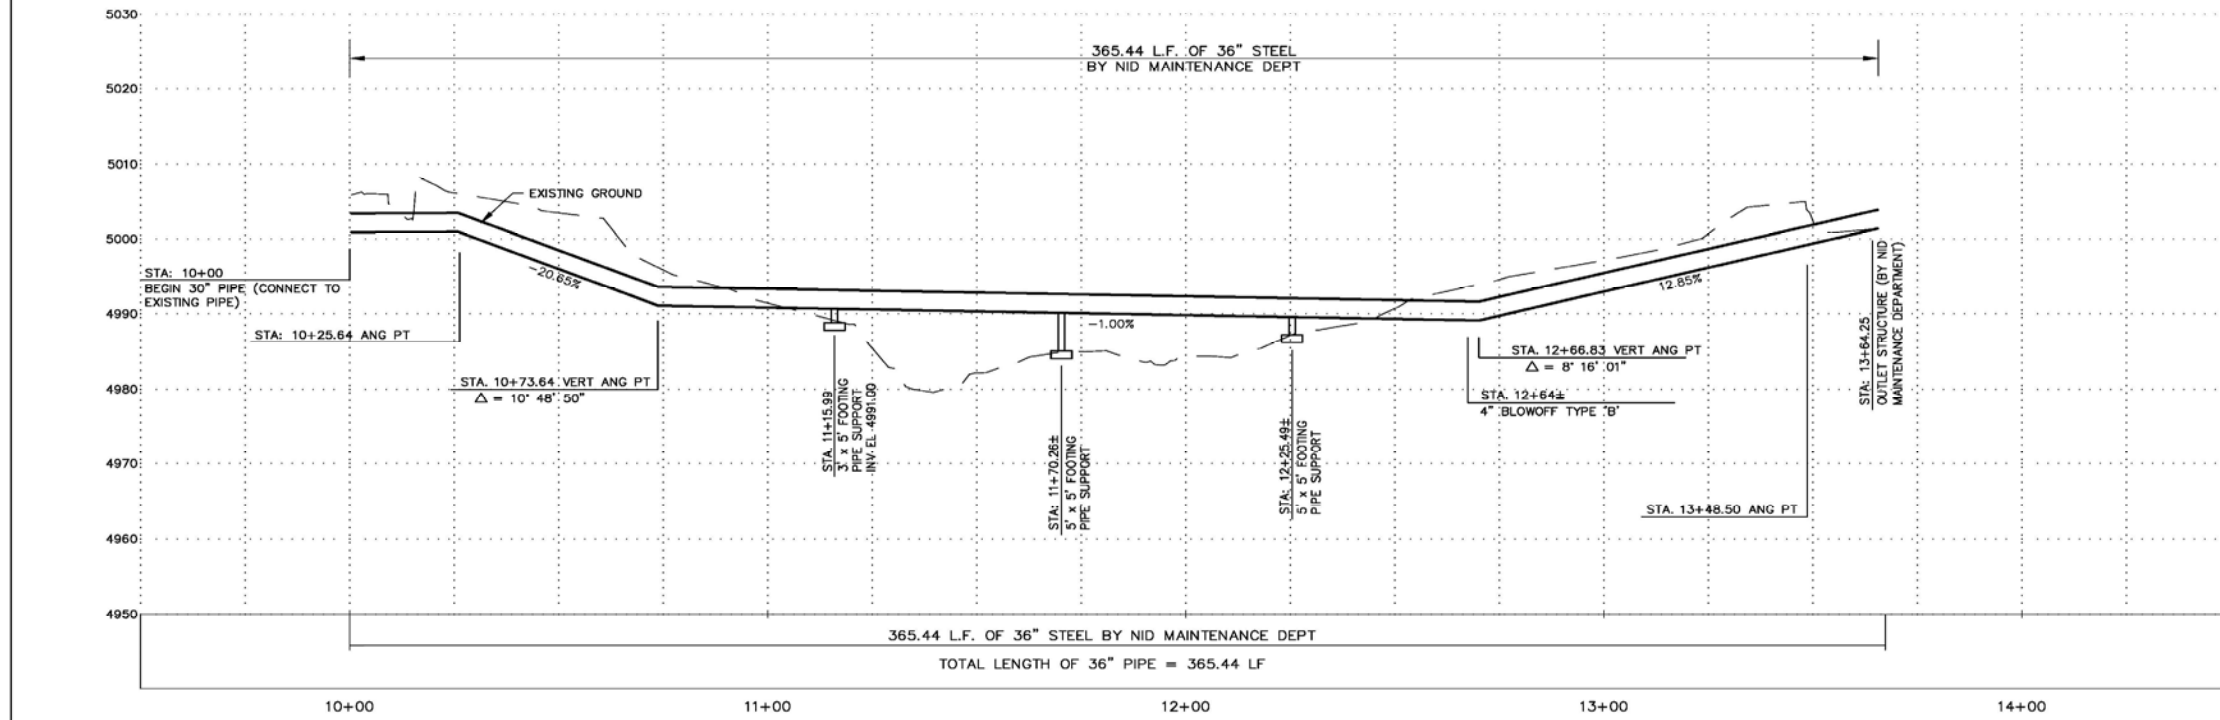 5030
5020
5010
5000
4990
4980
4970
4960
4950
365.44 L.F. OF 36" STEEL
BY NID MAINTENANCE DEPT
EXISTING GROUND
STA: 10+00
BEGIN 30" PIPE (CONNECT TO
EXISTING PIPE)
STA: 10+25.64 ANG PT
-20.65%
STA. 10+73.64 VERT ANG PT
Δ = 10° 48' 50"
STA. 11+15.99
3' x 5' FOOTING
PIPE SUPPORT
INV. EL 4991.00
-1.00%
STA: 11+70.26±
5' x 5' FOOTING
PIPE SUPPORT
STA: 12+25.49±
5' x 5' FOOTING
PIPE SUPPORT
STA. 12+66.83 VERT ANG PT
Δ = 8° 16' 01"
STA. 12+64±
4" BLOWOFF TYPE 'B'
12.85%
STA. 13+48.50 ANG PT
STA: 13+64.25
OUTLET STRUCTURE (BY NID
MAINTENANCE DEPARTMENT)
365.44 L.F. OF 36" STEEL BY NID MAINTENANCE DEPT
TOTAL LENGTH OF 36" PIPE = 365.44 LF
10+00
11+00
12+00
13+00
14+00